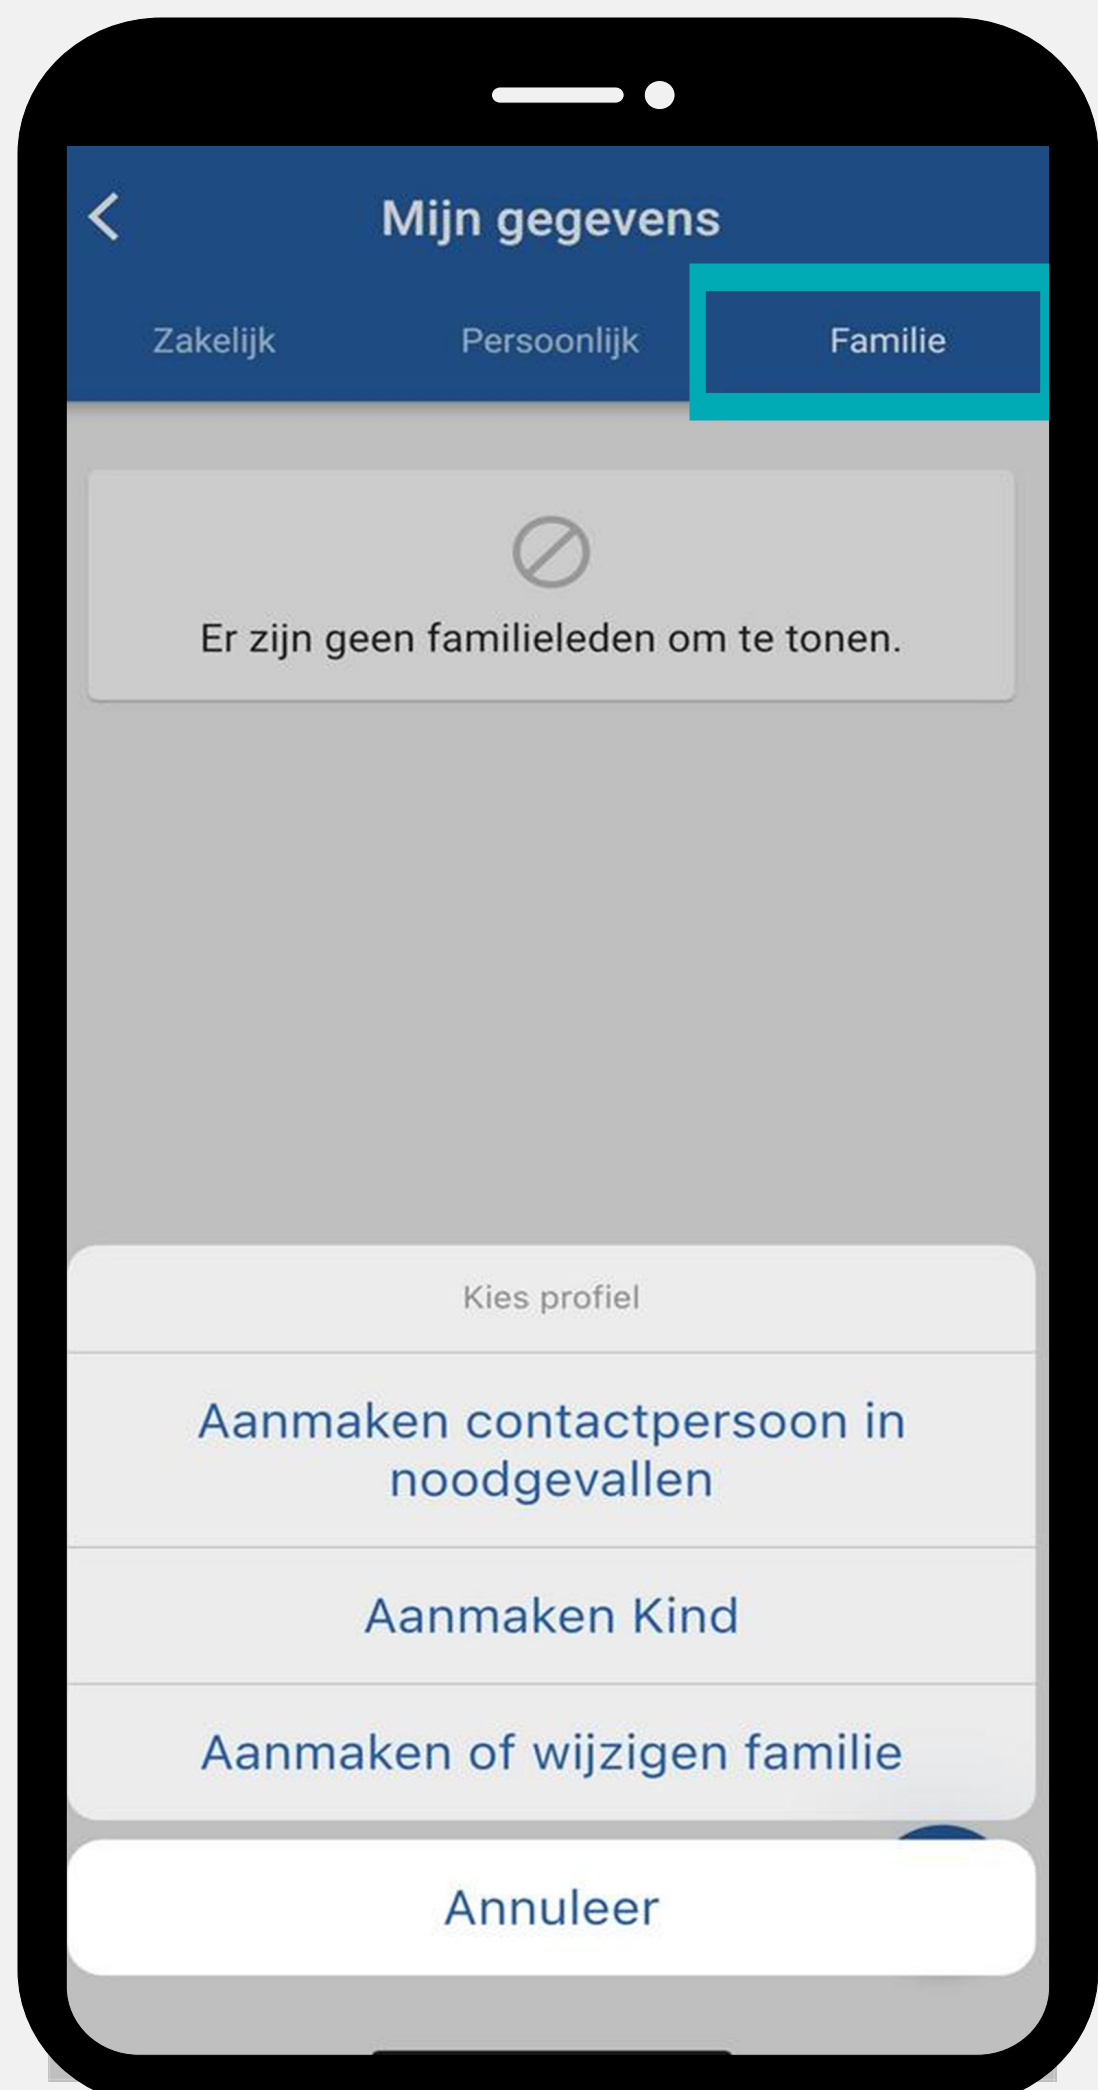 Mijn gegevens
Zakelijk Persoonlijk Familie
Er zijn geen familieleden om te tonen.
Kies profiel
Aanmaken contactpersoon in
noodgevallen
Aanmaken Kind
Aanmaken of wijzigen familie
Annuleer